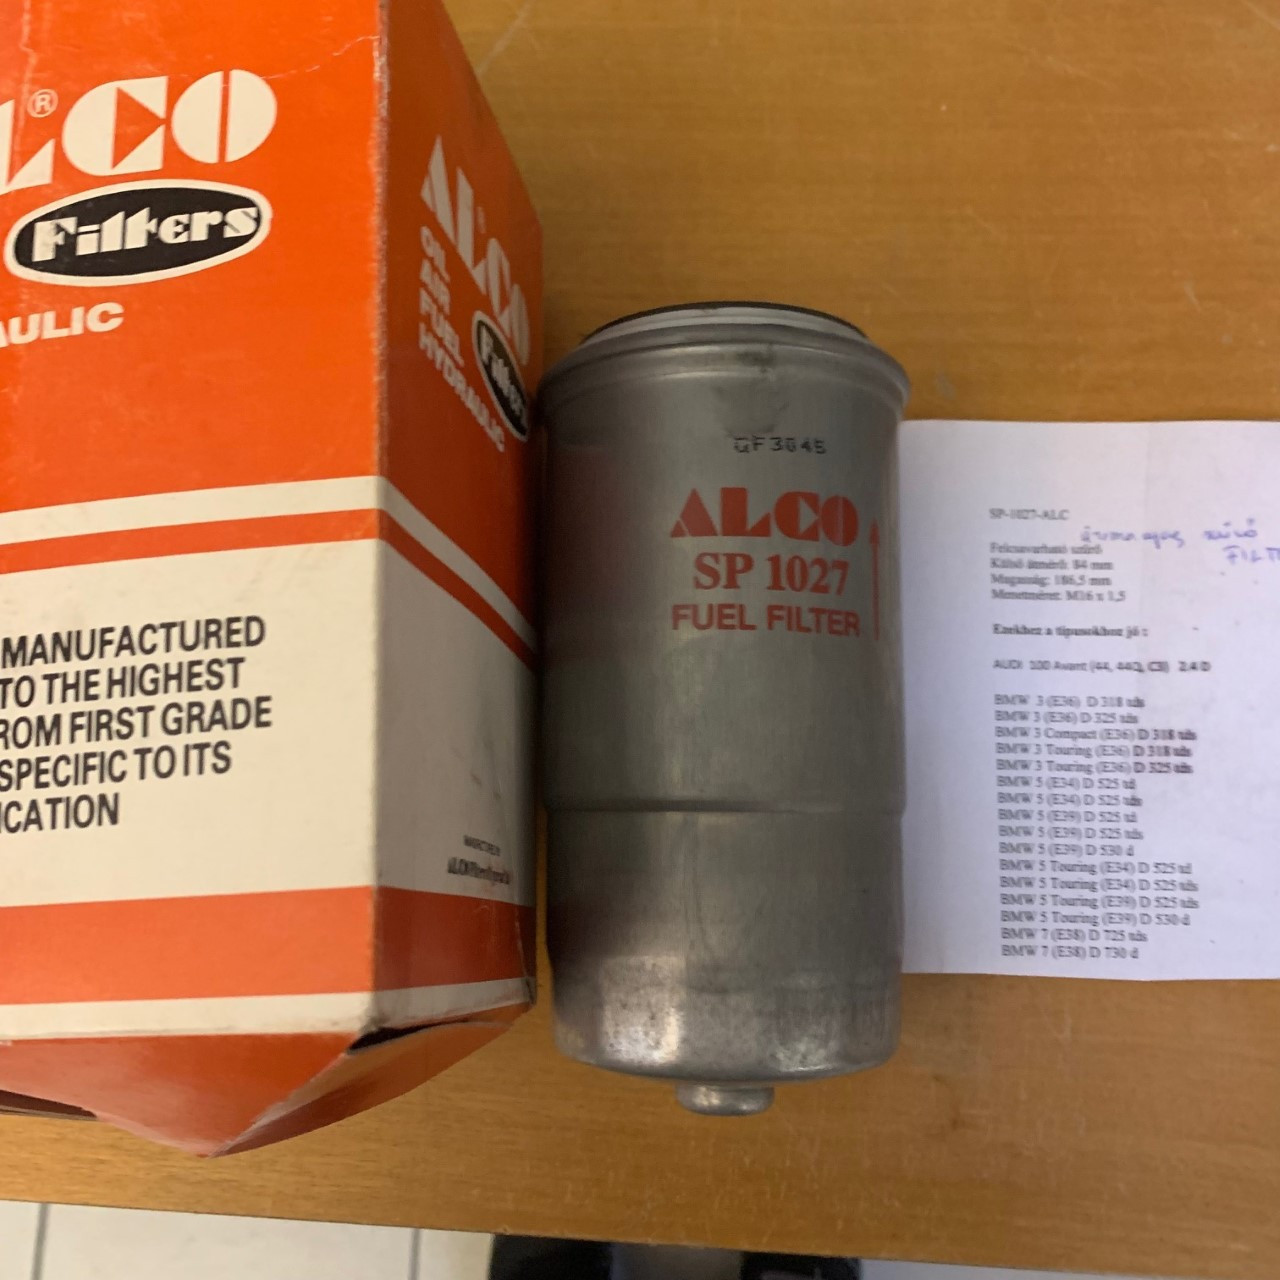 ALCO
Filters
AULIC
MANUFACTURED
TO THE HIGHEST
ROM FIRST GRADE
SPECIFIC TO ITS
ICATION
ALCO
OIL
AIR
FUEL
HYDRAULIC
Filters
MANUFACTURED BY
ALCO Filters
GF3045
ALCO
SP 1027
FUEL FILTER
SP-1027-ALC
Felcsavarható szűrő
Külső átmérő: 84 mm
Magasság: 186,5 mm
Menetméret: M16 x 1,5
Ezekhez a típusokhoz jó :
AUDI 100 Avant (44, 44Q, C3) 2.4 D
BMW 3 (E36) D 318 tds
BMW 3 (E36) D 325 tds
BMW 3 Compact (E36) D 318 tds
BMW 3 Touring (E36) D 318 tds
BMW 3 Touring (E36) D 325 tds
BMW 5 (E34) D 525 td
BMW 5 (E34) D 525 tds
BMW 5 (E39) D 525 td
BMW 5 (E39) D 525 tds
BMW 5 (E39) D 530 d
BMW 5 Touring (E34) D 525 td
BMW 5 Touring (E34) D 525 tds
BMW 5 Touring (E39) D 525 tds
BMW 5 Touring (E39) D 530 d
BMW 7 (E38) D 725 tds
BMW 7 (E38) D 730 d